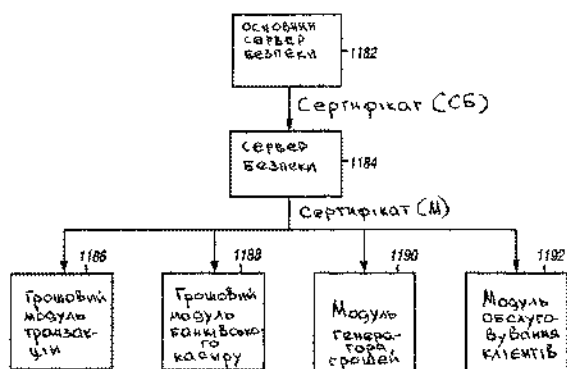 основний
сервер
безпеки
1182
Сертифікат (СБ)
сервер
безпеки
1184
Сертифікат (М)
1186
1188
1190
1192
Грошовий
модуль
транзак-
цій
Грошовий
модуль
банківсько-
го касиру
Модуль
генера-
тора
грошей
Модуль
обслуго-
вування
клієнтів